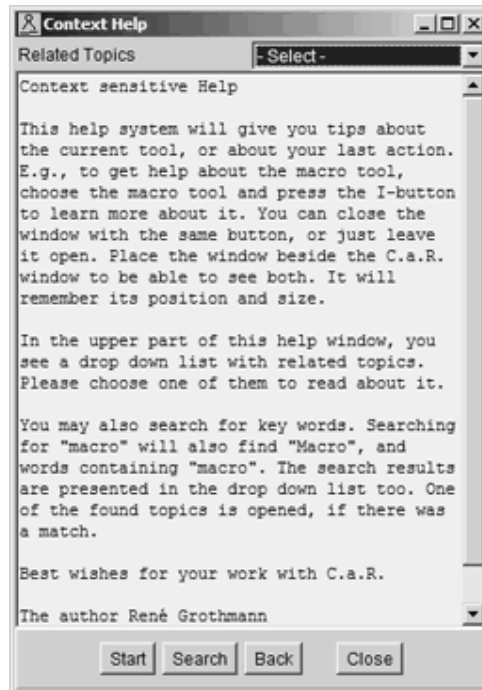 Context Help
Related Topics - Select -
Context sensitive Help
This help system will give you tips about
the current tool, or about your last action.
E.g., to get help about the macro tool,
choose the macro tool and press the I-button
to learn more about it. You can close the
window with the same button, or just leave
it open. Place the window beside the C.a.R.
window to be able to see both. It will
remember its position and size.
In the upper part of this help window, you
see a drop down list with related topics.
Please choose one of them to read about it.
You may also search for key words. Searching
for "macro" will also find "Macro", and
words containing "macro". The search results
are presented in the drop down list too. One
of the found topics is opened, if there was
a match.
Best wishes for your work with C.a.R.
The author René Grothmann
Start Search Back Close